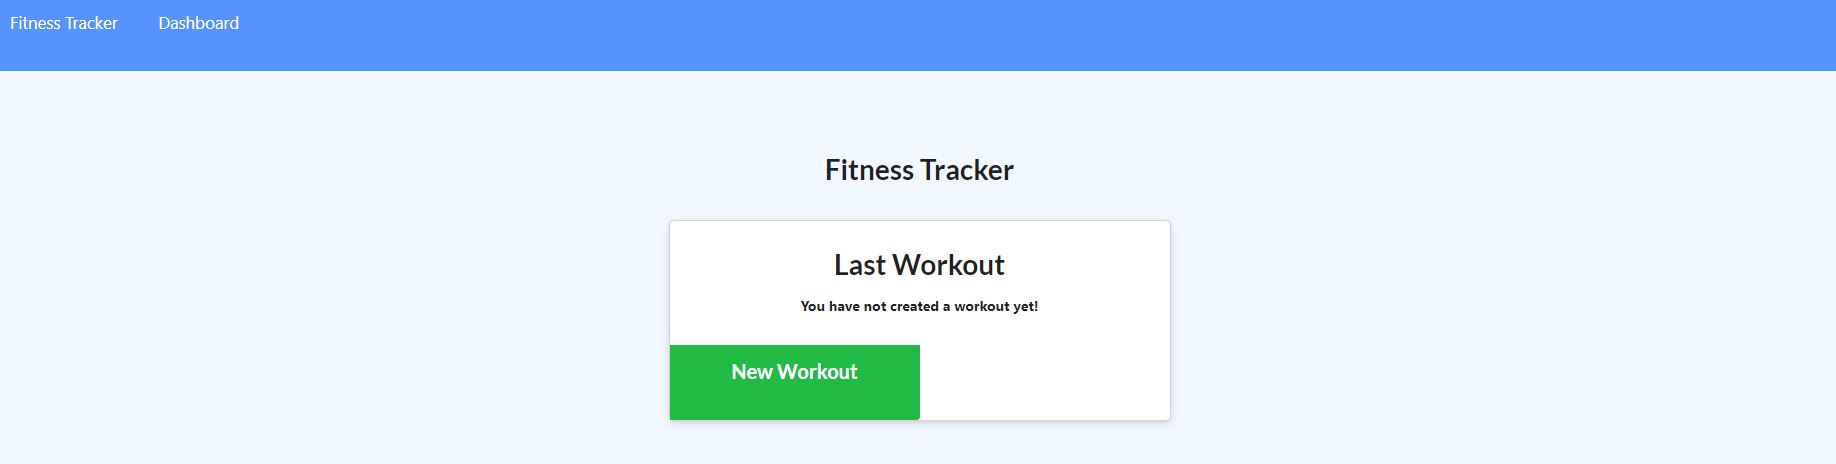 Fitness Tracker Dashboard
Fitness Tracker
Last Workout
You have not created a workout yet!
New Workout